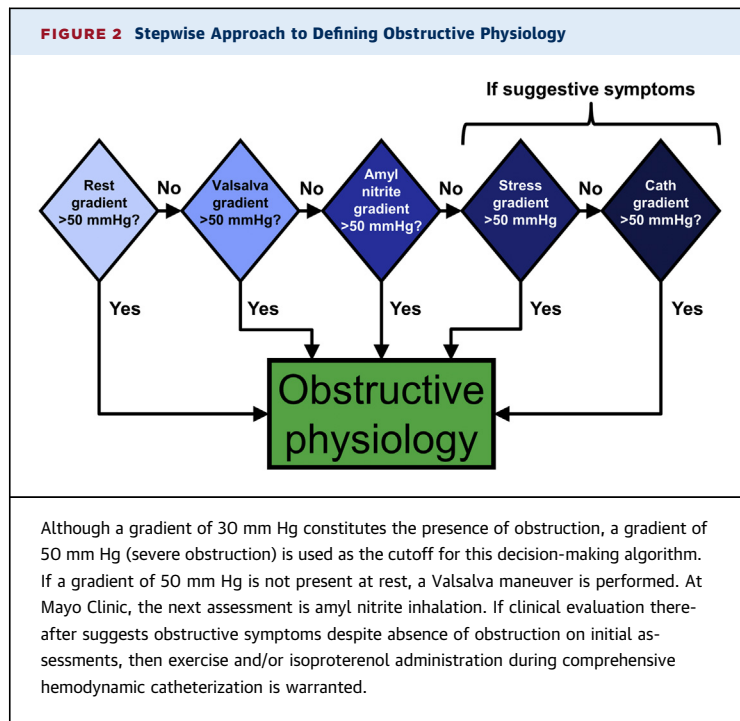 FIGURE 2 Stepwise Approach to Defining Obstructive Physiology
If suggestive symptoms
Rest
gradient
>50 mmHg?
No
Valsalva
gradient
>50 mmHg?
No
Amyl
nitrite
gradient
>50 mmHg?
No
Stress
gradient
>50 mmHg
No
Cath
gradient
>50 mmHg?
Yes
Yes
Yes
Yes
Yes
Obstructive
physiology
Although a gradient of 30 mm Hg constitutes the presence of obstruction, a gradient of
50 mm Hg (severe obstruction) is used as the cutoff for this decision-making algorithm.
If a gradient of 50 mm Hg is not present at rest, a Valsalva maneuver is performed. At
Mayo Clinic, the next assessment is amyl nitrite inhalation. If clinical evaluation there-
after suggests obstructive symptoms despite absence of obstruction on initial as-
sessments, then exercise and/or isoproterenol administration during comprehensive
hemodynamic catheterization is warranted.